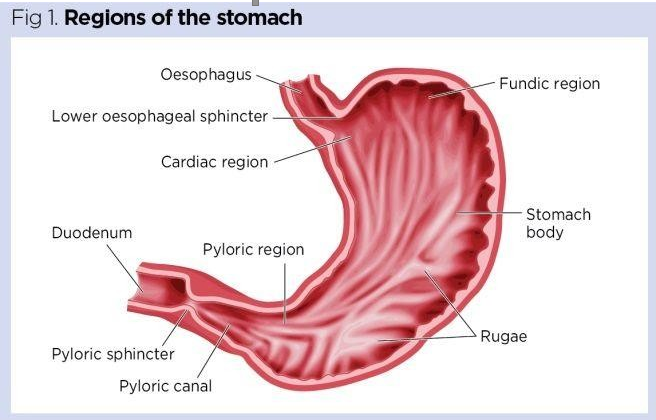 Fig 1. Regions of the stomach
Oesophagus
Fundic region
Lower oesophageal sphincter
Cardiac region
Stomach
body
Duodenum
Pyloric region
Rugae
Pyloric sphincter
Pyloric canal